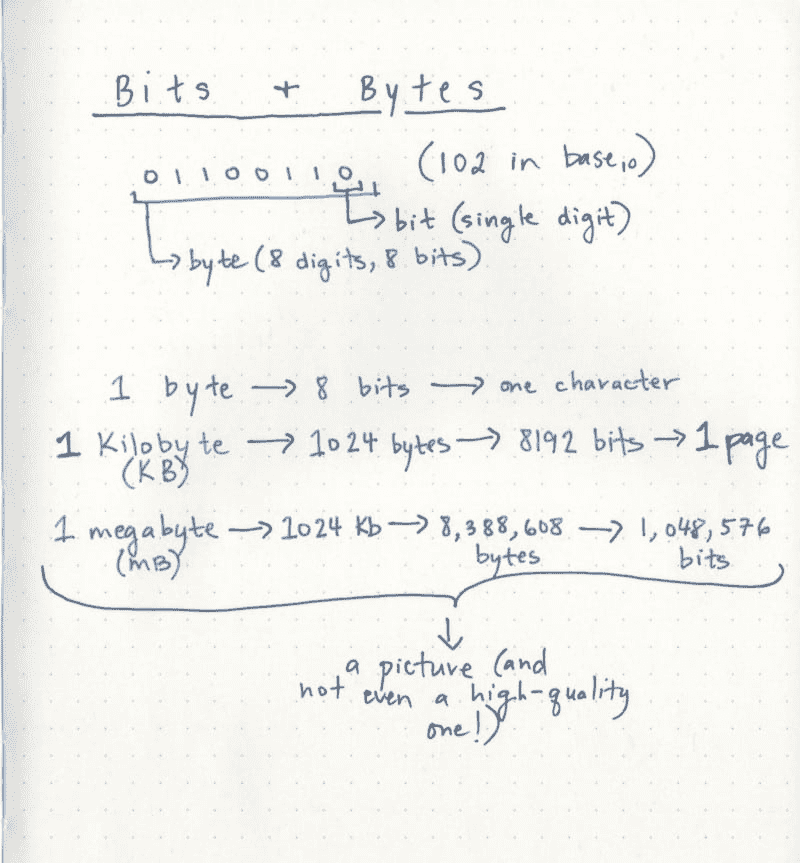 Bits + Bytes
01100110 (102 in base₁₀)
bit (single digit)
byte (8 digits, 8 bits)
1 byte → 8 bits → one character
1 Kilobyte → 1024 bytes → 8192 bits → 1 page
(KB)
1 megabyte → 1024 Kb → 8,388,608 → 1,048,576
(mB) bytes bits
a picture (and
not even a high-quality
one!)